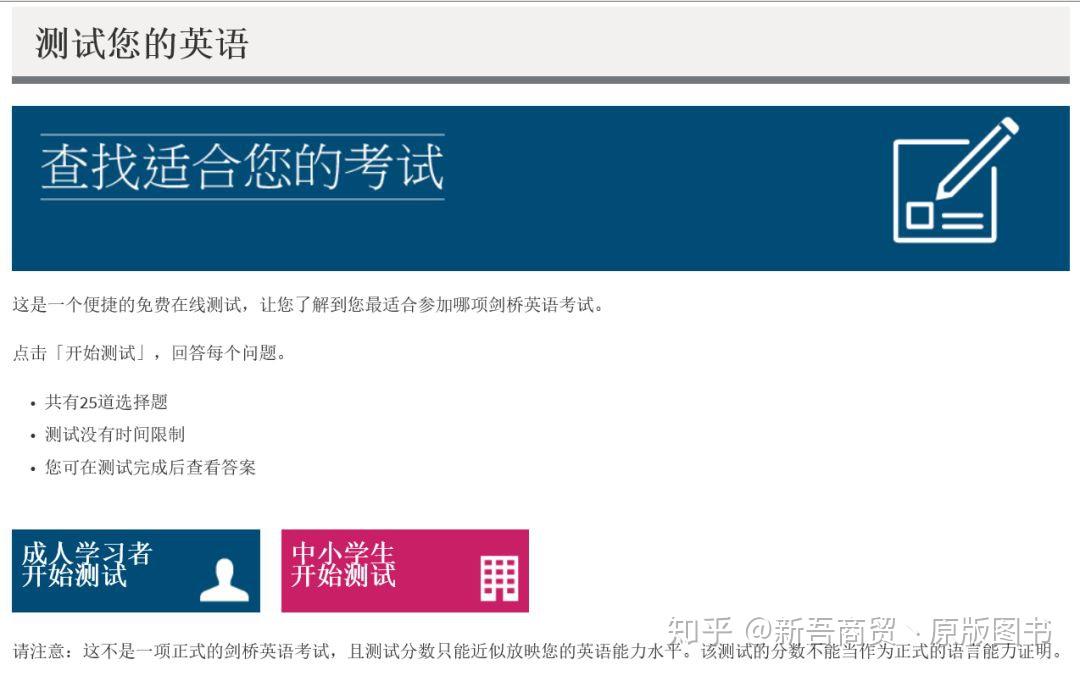 测试您的英语
查找适合您的考试
这是一个便捷的免费在线测试，让您了解到您最适合参加哪项剑桥英语考试。
点击「开始测试」，回答每个问题。
• 共有25道选择题
• 测试没有时间限制
• 您可在测试完成后查看答案
成人学习者
开始测试
中小学生
开始测试
知乎 @新吾商贸丶原版图书
请注意：这不是一项正式的剑桥英语考试，且测试分数只能近似放映您的英语能力水平。该测试的分数不能当作为正式的语言能力证明。